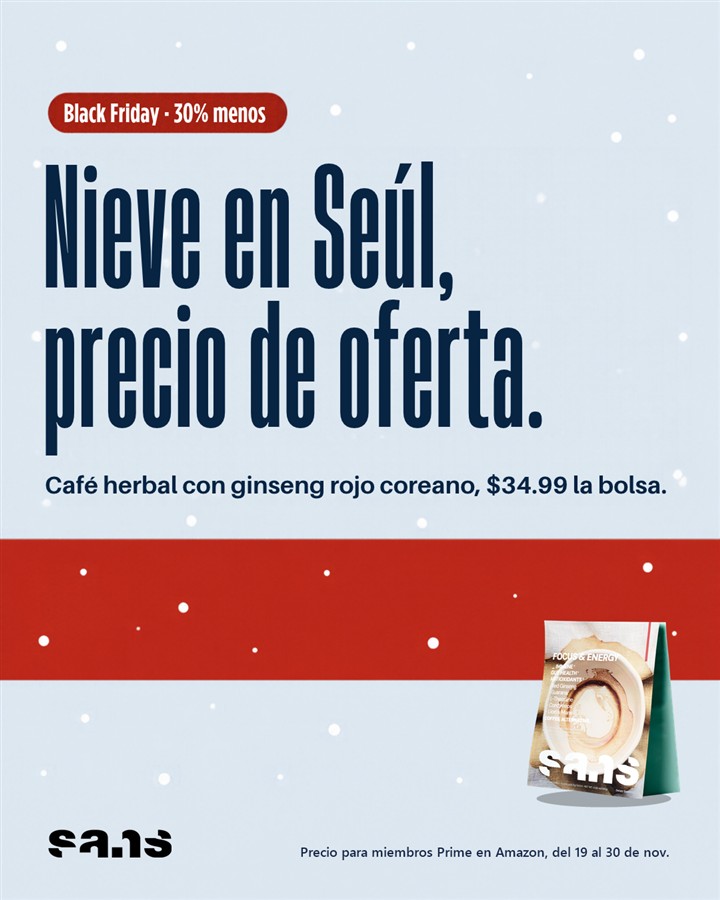 Black Friday · 30% menos
Nieve en Seúl,
precio de oferta.
Café herbal con ginseng rojo coreano, $34.99 la bolsa.
FOCUS & ENERGY
sans
sans
Precio para miembros Prime en Amazon, del 19 al 30 de nov.